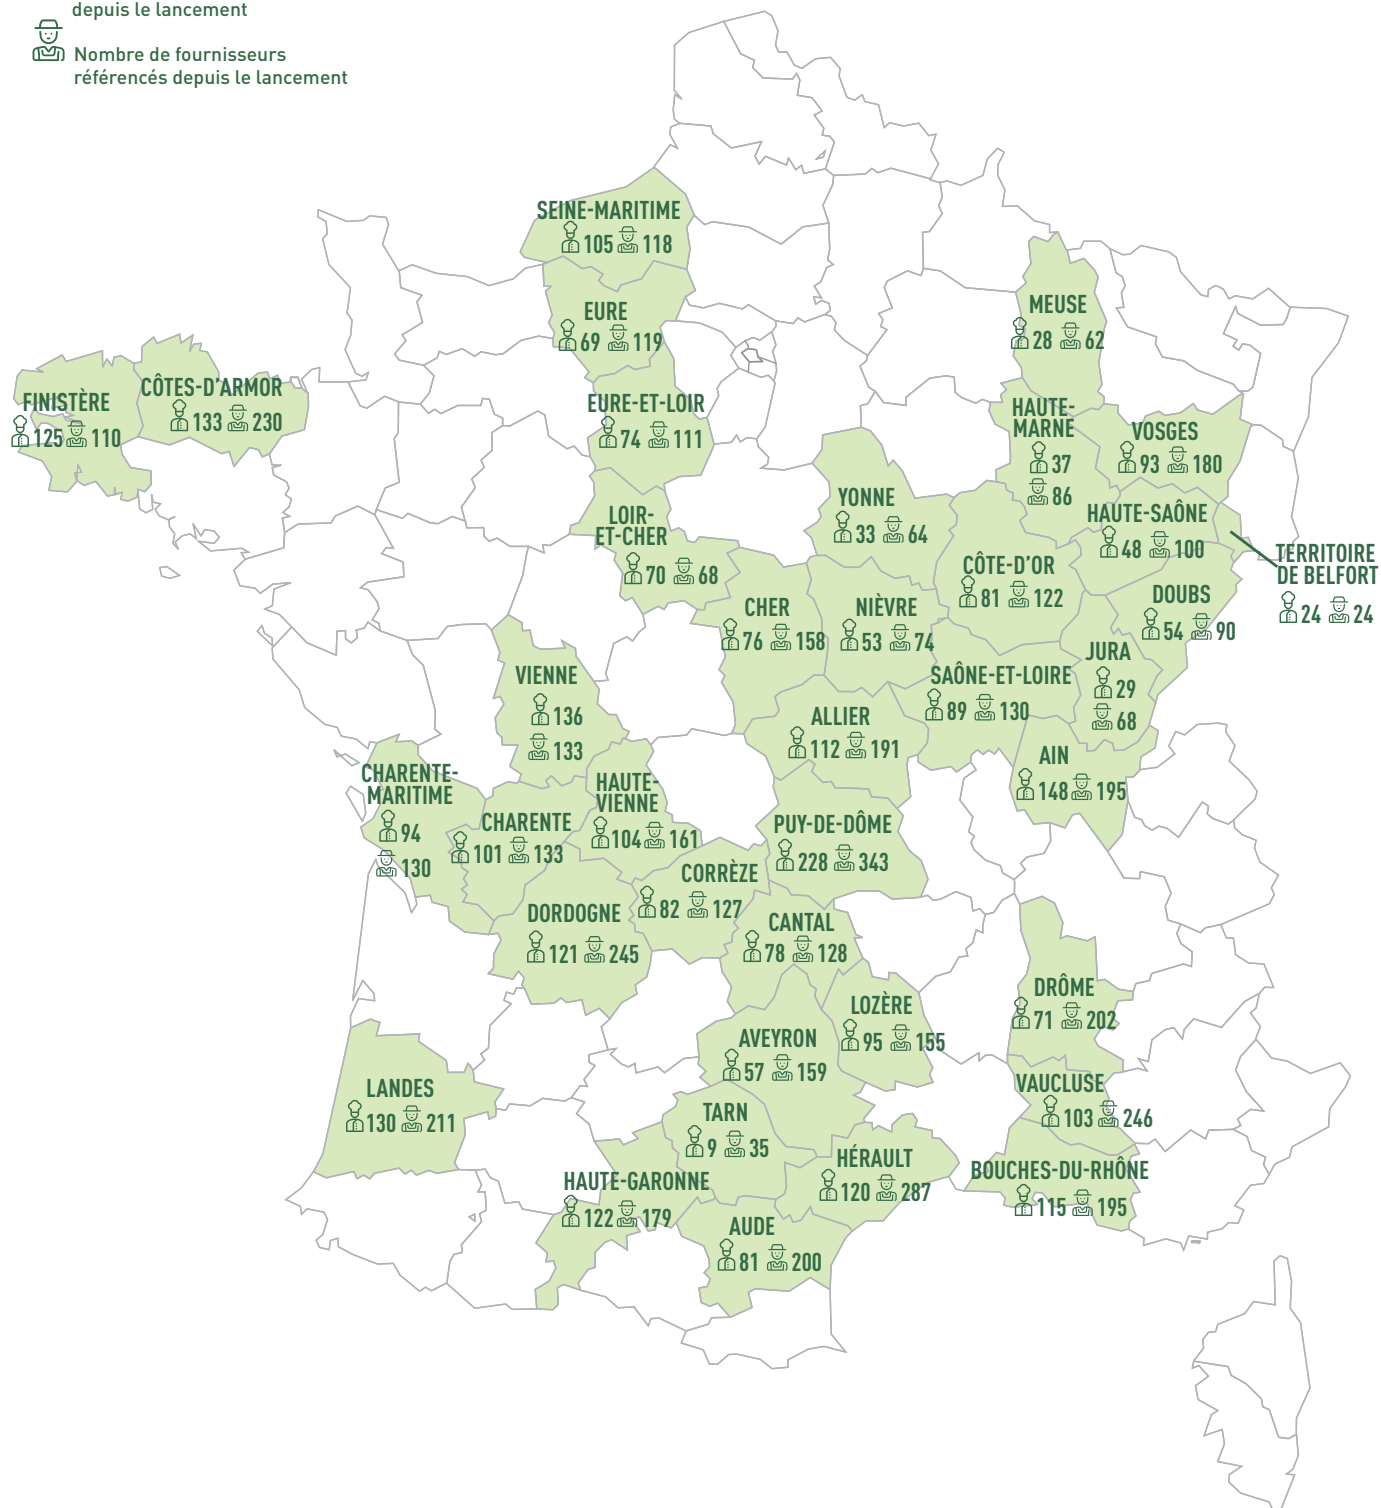 depuis le lancement
Nombre de fournisseurs
référencés depuis le lancement
SEINE-MARITIME
105 118
EURE
69 119
MEUSE
28 62
FINISTÈRE
125 110
CÔTES-D'ARMOR
133 230
EURE-ET-LOIR
74 111
HAUTE-
MARNE
37
86
VOSGES
93 180
YONNE
33 64
LOIR-
ET-CHER
70 68
HAUTE-SAÔNE
48 100
TERRITOIRE
DE BELFORT
24 24
CÔTE-D'OR
81 122
DOUBS
54 90
CHER
76 158
NIÈVRE
53 74
JURA
29
68
VIENNE
136
133
SAÔNE-ET-LOIRE
89 130
ALLIER
112 191
AIN
148 195
CHARENTE-
MARITIME
94
130
CHARENTE
101 133
HAUTE-
VIENNE
104 161
PUY-DE-DÔME
228 343
CORRÈZE
82 127
DORDOGNE
121 245
CANTAL
78 128
DRÔME
71 202
LOZÈRE
95 155
AVEYRON
57 159
LANDES
130 211
VAUCLUSE
103 246
TARN
9 35
HÉRAULT
120 287
BOUCHES-DU-RHÔNE
115 195
HAUTE-GARONNE
122 179
AUDE
81 200